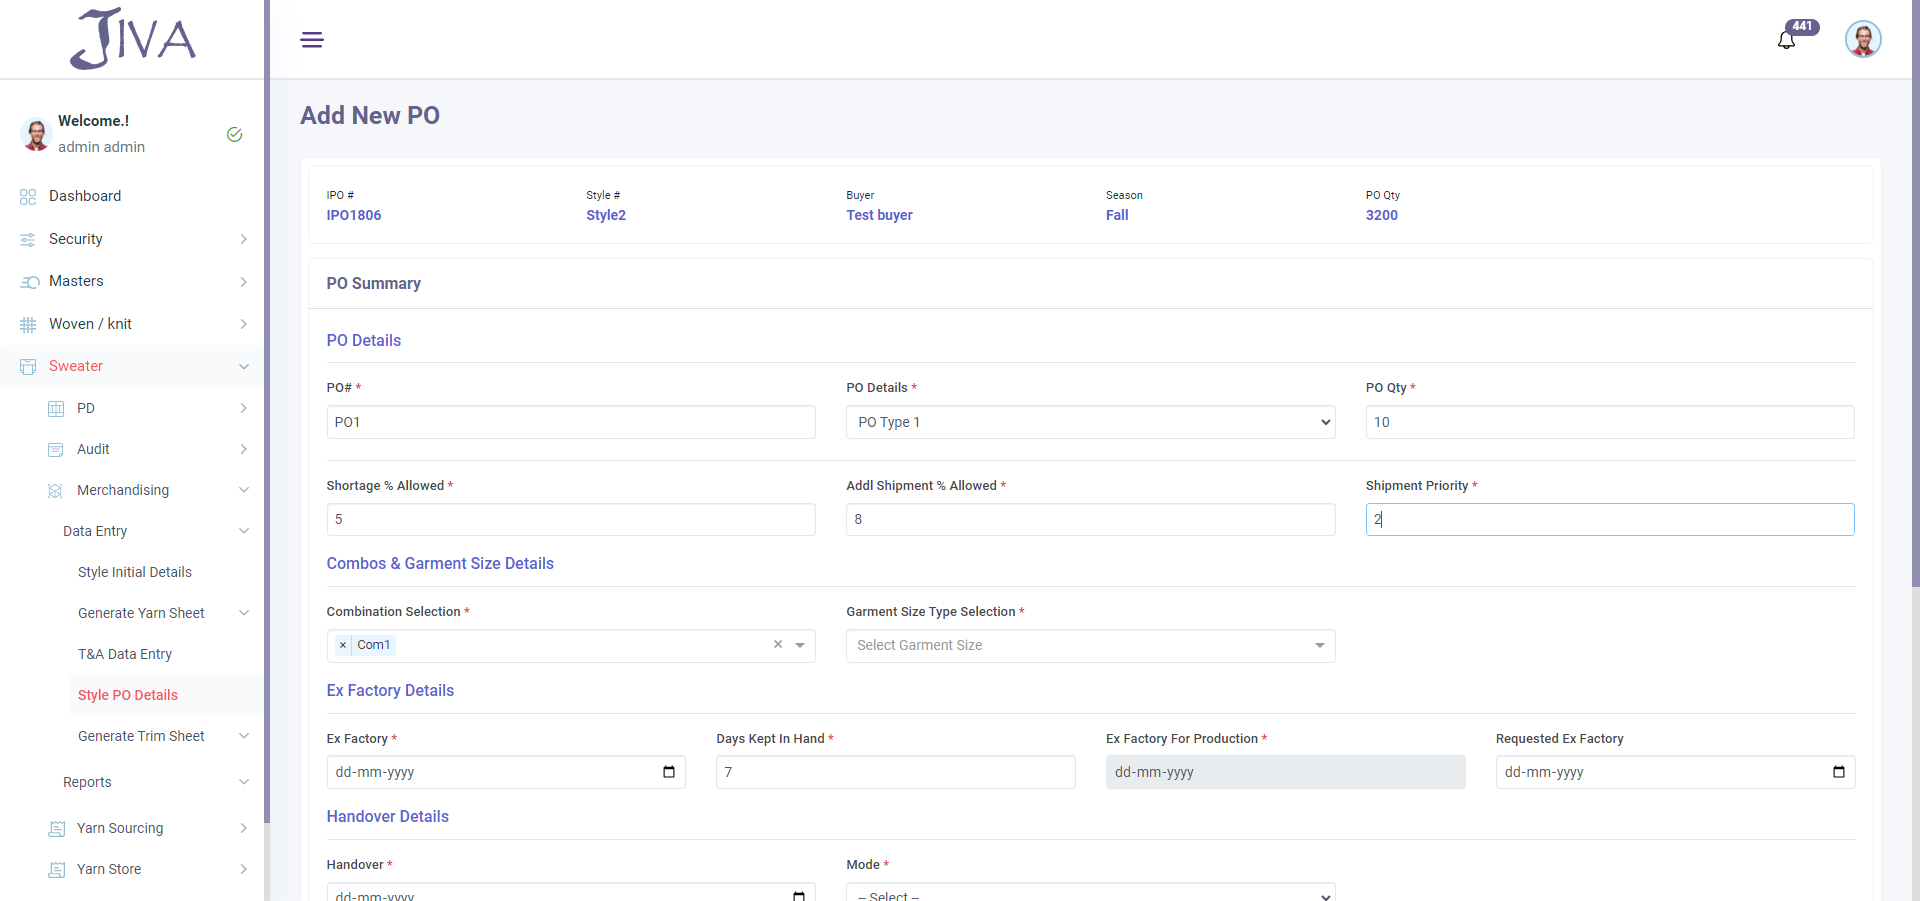 JIVA
441
Welcome.!
admin admin
Dashboard
Security
Masters
Woven / knit
Sweater
PD
Audit
Merchandising
Data Entry
Style Initial Details
Generate Yarn Sheet
T&A Data Entry
Style PO Details
Generate Trim Sheet
Reports
Yarn Sourcing
Yarn Store
Add New PO
IPO # Style # Buyer Season PO Qty
IPO1806 Style2 Test buyer Fall 3200
PO Summary
PO Details
PO# * PO Details * PO Qty *
PO1 PO Type 1 10
Shortage % Allowed * Addl Shipment % Allowed * Shipment Priority *
5 8 2
Combos & Garment Size Details
Combination Selection * Garment Size Type Selection *
× Com1 × Select Garment Size
Ex Factory Details
Ex Factory * Days Kept In Hand * Ex Factory For Production * Requested Ex Factory
dd-mm-yyyy 7 dd-mm-yyyy dd-mm-yyyy
Handover Details
Handover * Mode *
dd-mm-yyyy -- Select --